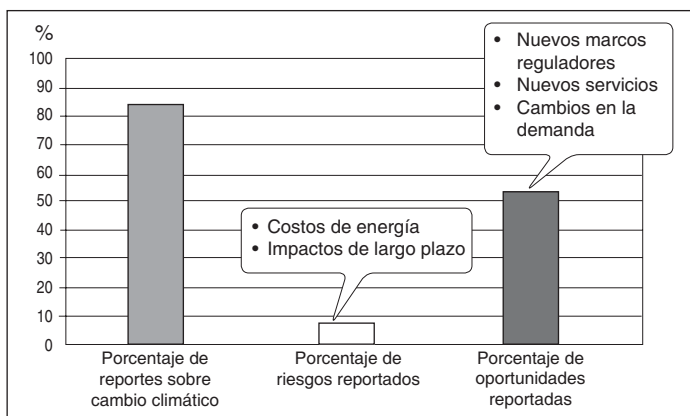 %
100
90
80
70
60
50
40
30
20
10
0
• Nuevos marcos
reguladores
• Nuevos servicios
• Cambios en la
demanda
• Costos de energía
• Impactos de largo plazo
Porcentaje de
reportes sobre
cambio climático
Porcentaje de
riesgos reportados
Porcentaje de
oportunidades
reportadas